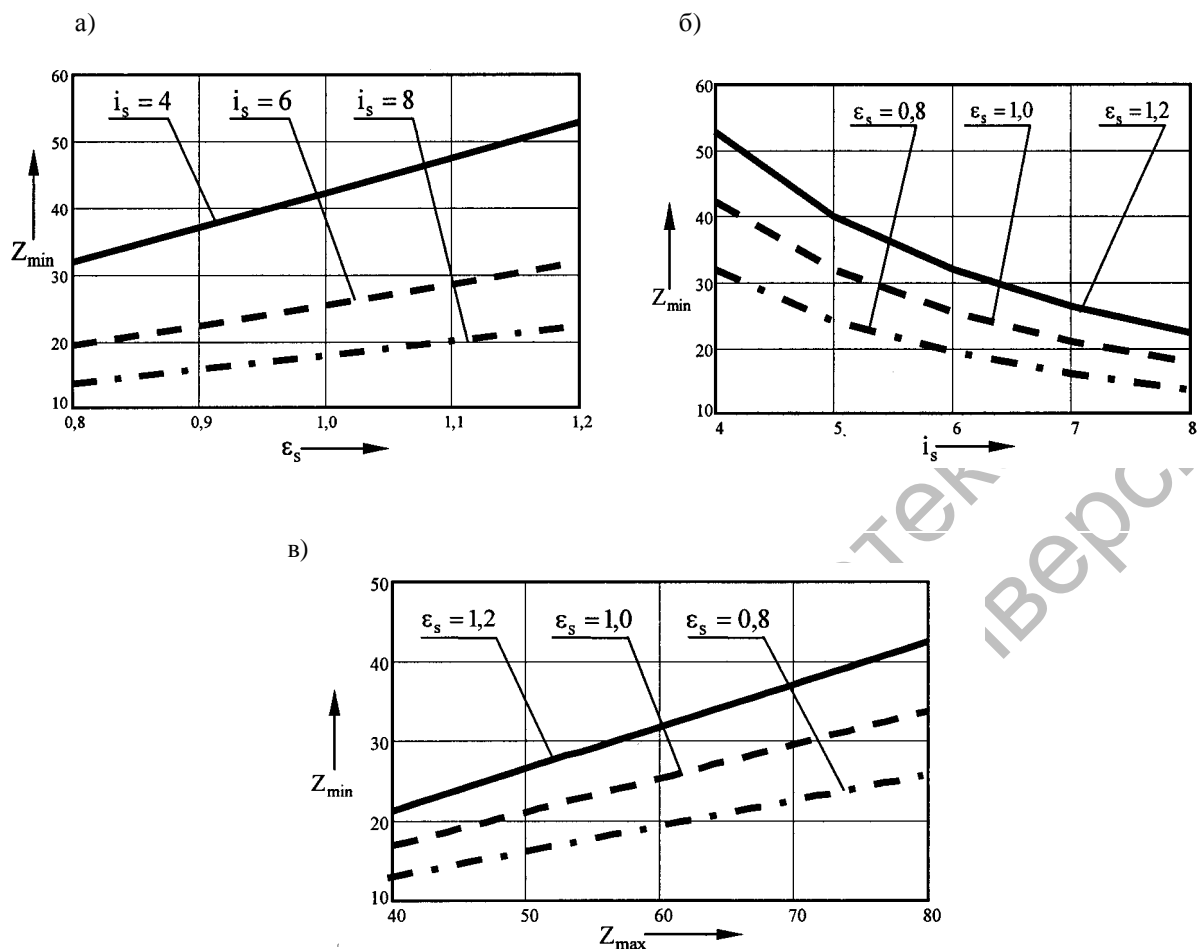 а)
60
50
40
30
20
10
Z_min
i_s = 4
i_s = 6
i_s = 8
0,8
0,9
1,0
1,1
1,2
ε_s
б)
60
50
40
30
20
10
Z_min
ε_s = 0,8
ε_s = 1,0
ε_s = 1,2
4
5
6
7
8
i_s
в)
50
40
30
20
10
Z_min
ε_s = 1,2
ε_s = 1,0
ε_s = 0,8
40
50
60
70
80
Z_max